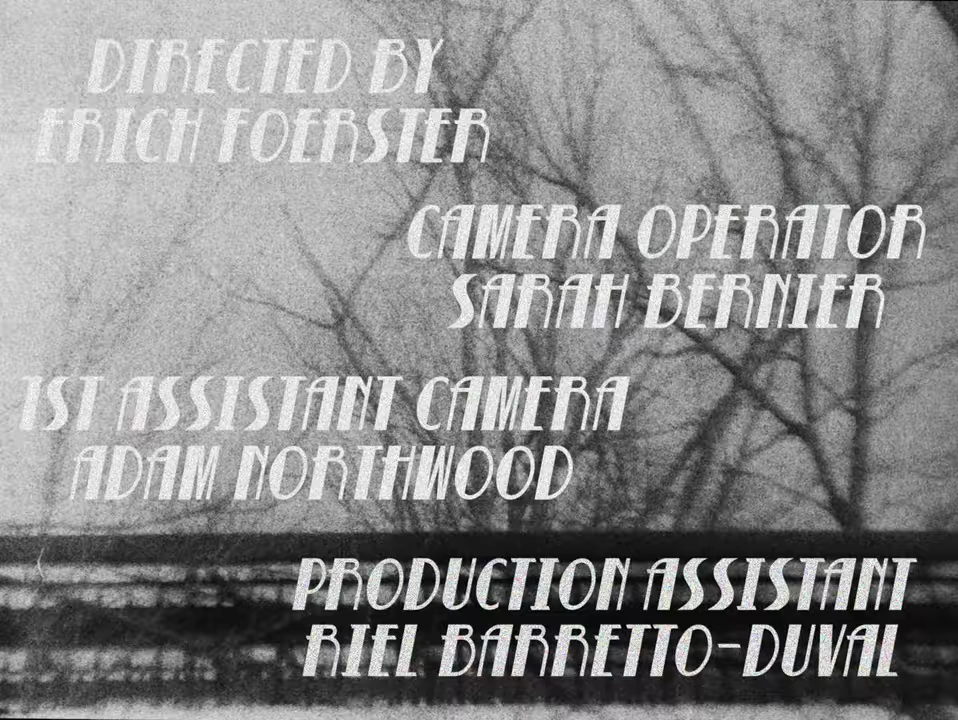 DIRECTED BY
ERICH FOERSTER
CAMERA OPERATOR
SARAH BERNIER
1ST ASSISTANT CAMERA
ADAM NORTHWOOD
PRODUCTION ASSISTANT
RIEL BARRETTO-DUVAL